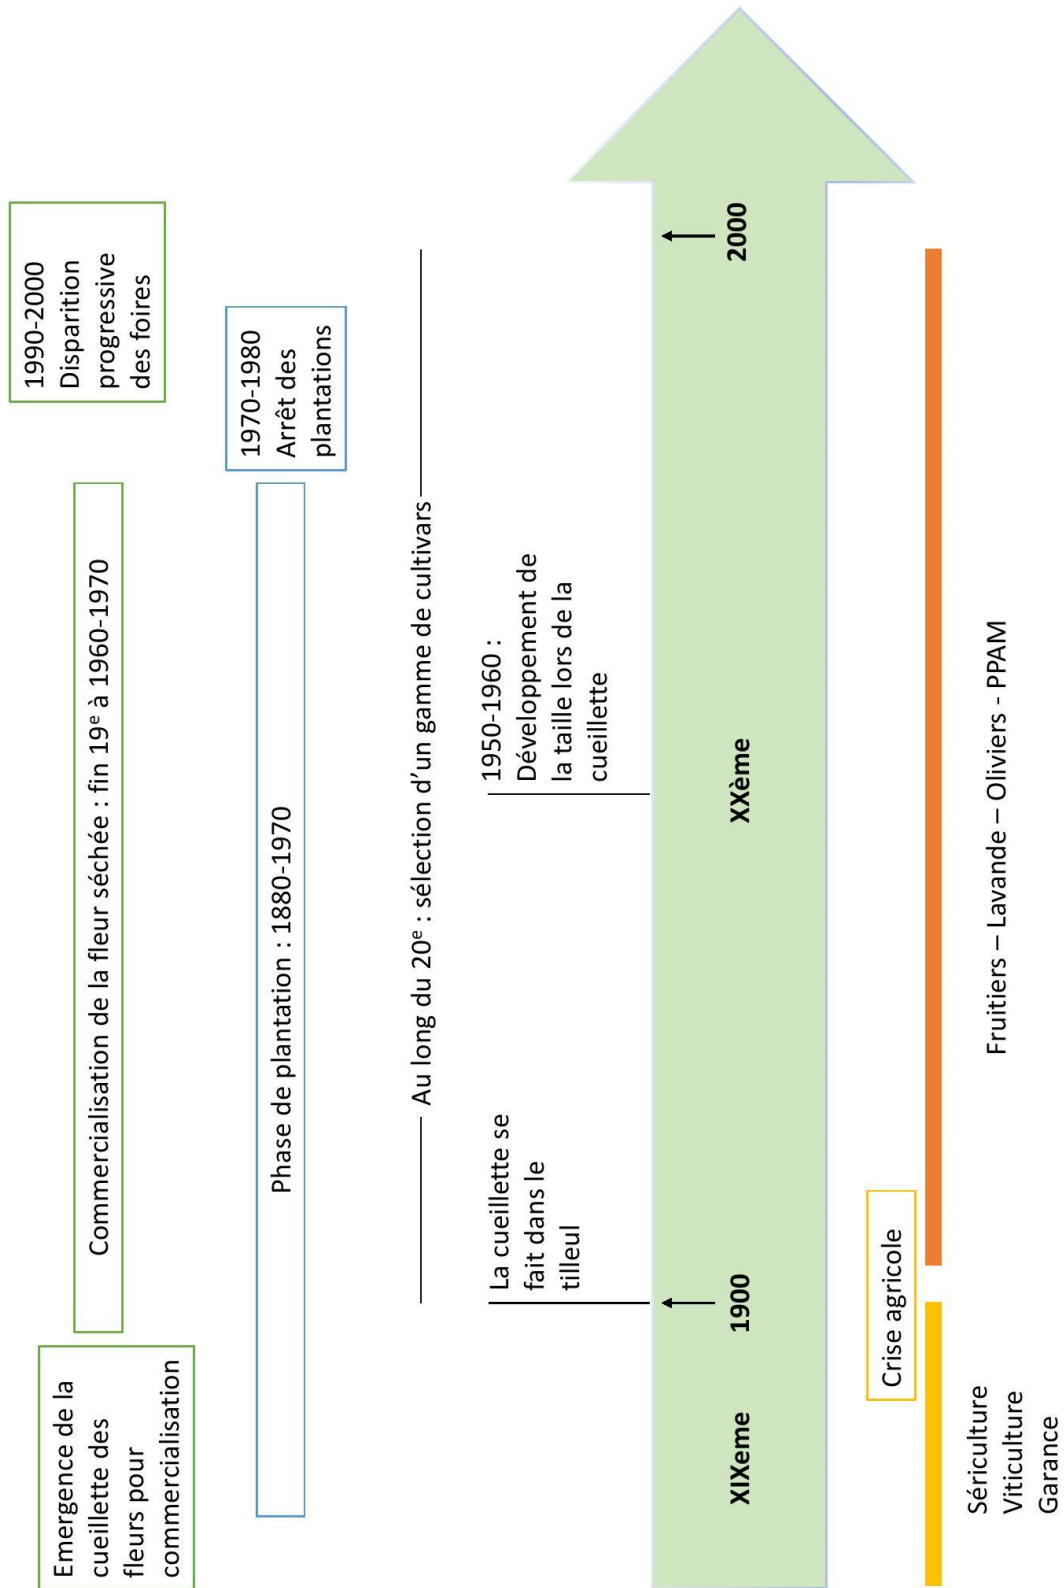 Emergence de la
cueillette des
fleurs pour
commercialisation
Commercialisation de la fleur séchée : fin 19e à 1960-1970
1990-2000
Disparition
progressive
des foires
Phase de plantation : 1880-1970
1970-1980
Arrêt des
plantations
Au long du 20e : sélection d’un gamme de cultivars
La cueillette se
fait dans le
tilleul
1950-1960 :
Développement de
la taille lors de la
cueillette
XIXeme
1900
XXème
2000
Crise agricole
Sériculture
Viticulture
Garance
Fruitiers – Lavande – Oliviers - PPAM